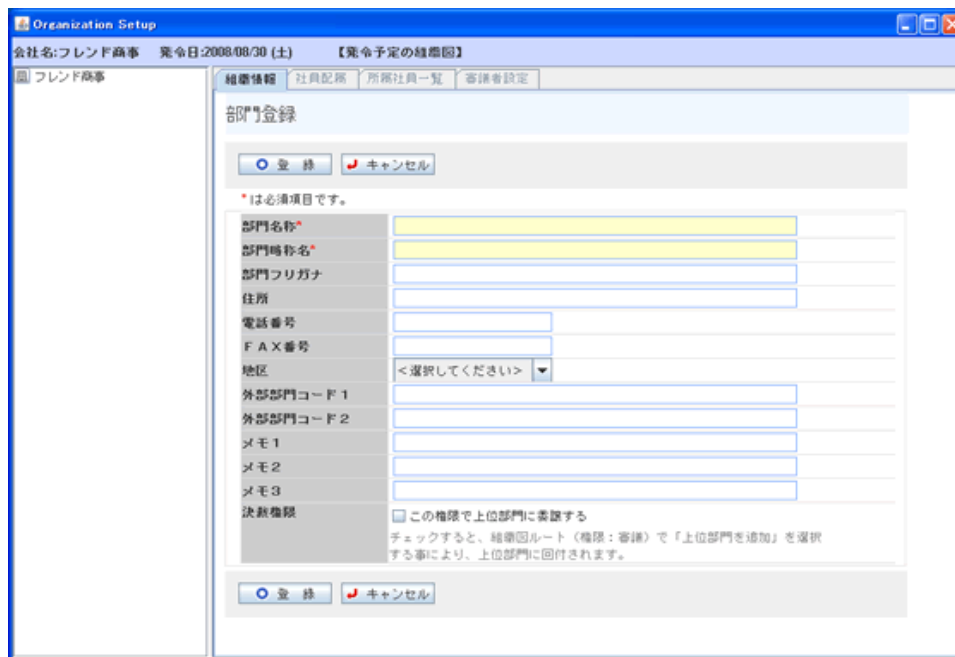 Organization Setup
会社名:フレンド商事 発令日:2008/08/30 (土) 【発令予定の組織図】
フレンド商事
組織情報 社員配属 所属社員一覧 審議者設定
部門登録
登 録 キャンセル
*は必須項目です。
部門名称*
部門略称名*
部門フリガナ
住所
電話番号
ＦＡＸ番号
地区 <選択してください>
外部部門コード1
外部部門コード2
メモ1
メモ2
メモ3
決裁権限 この権限で上位部門に委譲する
チェックすると、組織図ルート（権限：審議）で「上位部門を追加」を選択
する事により、上位部門に回付されます。
登 録 キャンセル